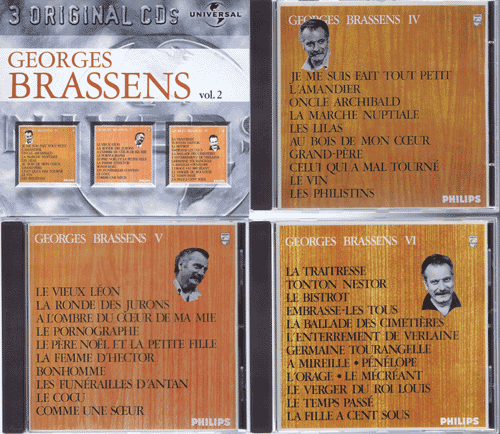 3 ORIGINAL CDs
UNIVERSAL
GEORGES
BRASSENS vol. 2
GEORGES BRASSENS IV
JE ME SUIS FAIT TOUT PETIT
L'AMANDIER
ONCLE ARCHIBALD
LA MARCHE NUPTIALE
LES LILAS
AU BOIS DE MON CŒUR
GRAND-PÈRE
CELUI QUI A MAL TOURNÉ
LE VIN
LES PHILISTINS
PHILIPS
GEORGES BRASSENS V
LE VIEUX LÉON
LA RONDE DES JURONS
A L'OMBRE DU CŒUR DE MA MIE
LE PORNOGRAPHE
LE PÈRE NOËL ET LA PETITE FILLE
LA FEMME D'HECTOR
BONHOMME
LES FUNÉRAILLES D'ANTAN
LE COCU
COMME UNE SŒUR
PHILIPS
GEORGES BRASSENS VI
LA TRAITRESSE
TONTON NESTOR
LE BISTROT
EMBRASSE-LES TOUS
LA BALLADE DES CIMETIÈRES
L'ENTERREMENT DE VERLAINE
GERMAINE TOURANGELLE
A MIREILLE • PÉNÉLOPE
L'ORAGE • LE MÉCRÉANT
LE VERGER DU ROI LOUIS
LE TEMPS PASSÉ
LA FILLE A CENT SOUS
PHILIPS